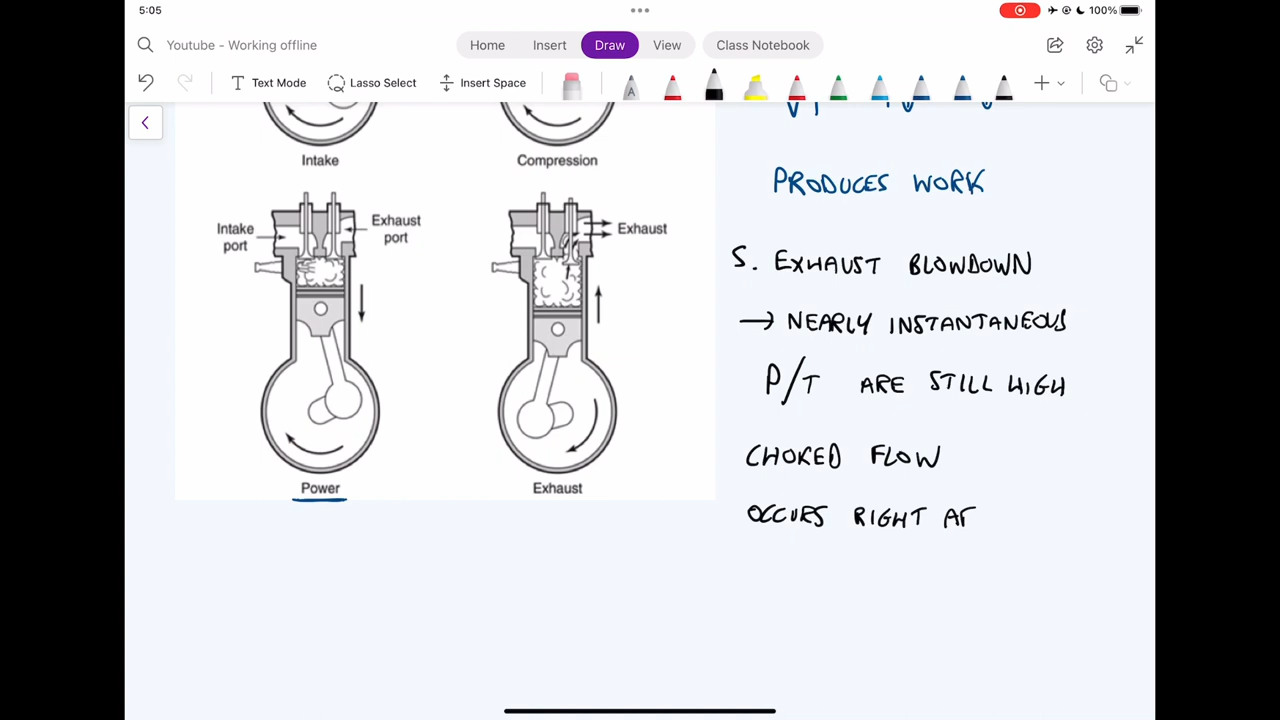 5:05
100%
Youtube - Working offline
Home Insert Draw View Class Notebook
Text Mode Lasso Select Insert Space
A
Intake
Compression
PRODUCES WORK
Intake port
Exhaust port
Exhaust
5. EXHAUST BLOWDOWN
→ NEARLY INSTANTANEOUS
P/T ARE STILL HIGH
CHOKED FLOW
OCCURS RIGHT AF
Power
Exhaust